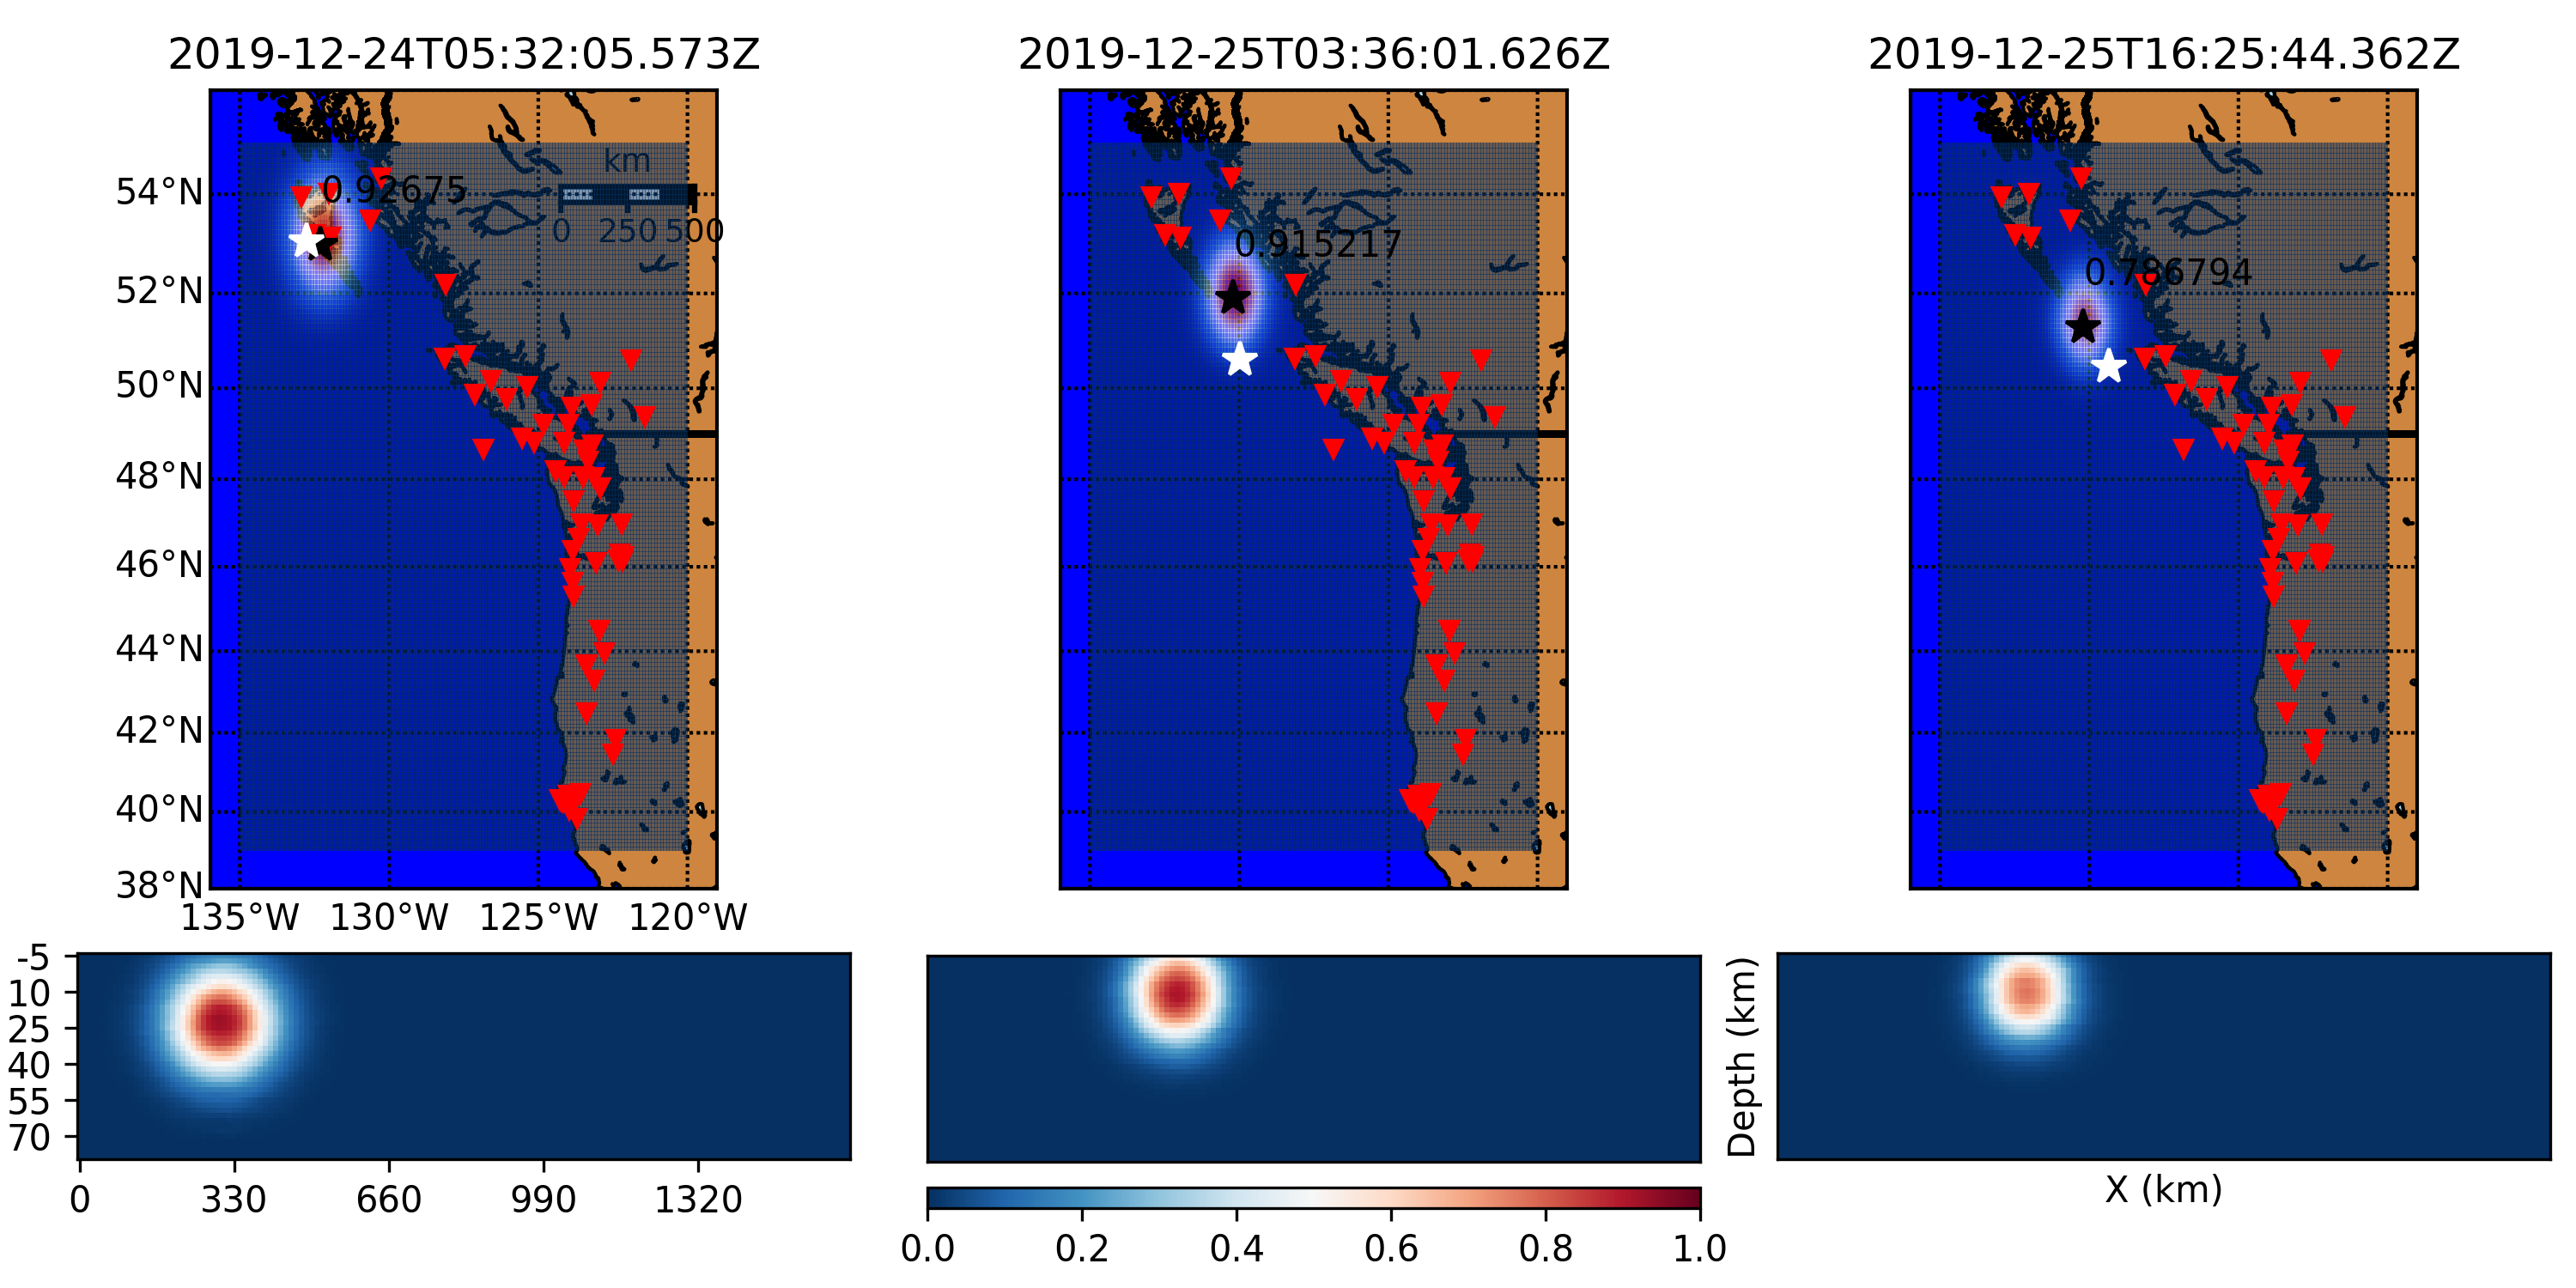 2019-12-24T05:32:05.573Z
2019-12-25T03:36:01.626Z
2019-12-25T16:25:44.362Z
km
0 250 500
0.92675
0.915217
0.786794
54°N
52°N
50°N
48°N
46°N
44°N
42°N
40°N
38°N
135°W 130°W 125°W 120°W
-5
10
25
40
55
70
0 330 660 990 1320
0.0 0.2 0.4 0.6 0.8 1.0
Depth (km)
X (km)